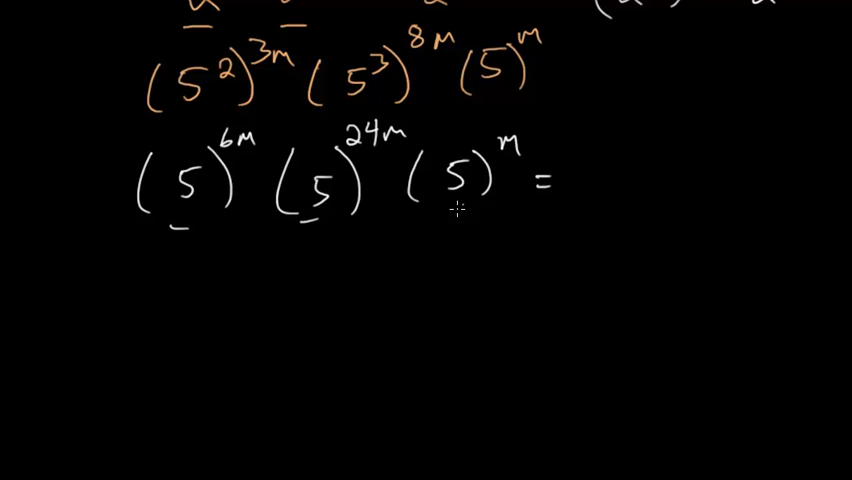 (5²)³ᵐ (5³)⁸ᵐ (5)ᵐ
(5)⁶ᵐ (5)²⁴ᵐ (5)ᵐ =